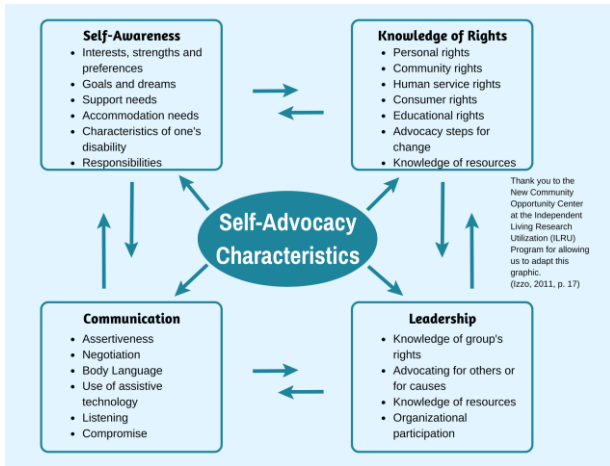 Self-Awareness
• Interests, strengths and
preferences
• Goals and dreams
• Support needs
• Accommodation needs
• Characteristics of one's
disability
• Responsibilities
Knowledge of Rights
• Personal rights
• Community rights
• Human service rights
• Consumer rights
• Educational rights
• Advocacy steps for
change
• Knowledge of resources
Thank you to the
New Community
Opportunity Center
at the Independent
Living Research
Utilization (ILRU)
Program for allowing
us to adapt this
graphic.
(Izzo, 2011, p. 17)
Self-Advocacy
Characteristics
Communication
• Assertiveness
• Negotiation
• Body Language
• Use of assistive
technology
• Listening
• Compromise
Leadership
• Knowledge of group's
rights
• Advocating for others or
for causes
• Knowledge of resources
• Organizational
participation